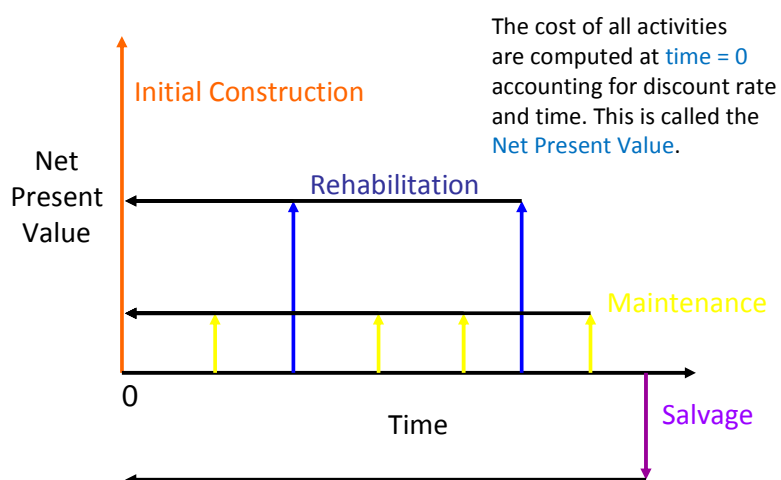 The cost of all activities
are computed at time = 0
accounting for discount rate
and time. This is called the
Net Present Value.
Initial Construction
Net
Present
Value
Rehabilitation
Maintenance
0
Time
Salvage